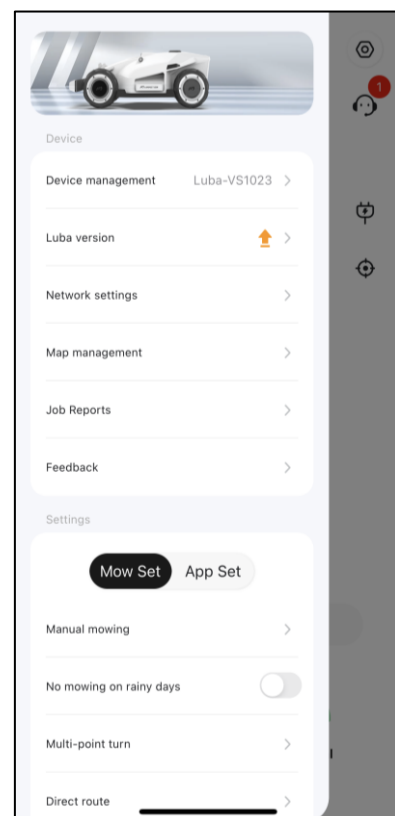 Device
Device management Luba-VS1023
Luba version
Network settings
Map management
Job Reports
Feedback
Settings
Mow Set App Set
Manual mowing
No mowing on rainy days
Multi-point turn
Direct route
1